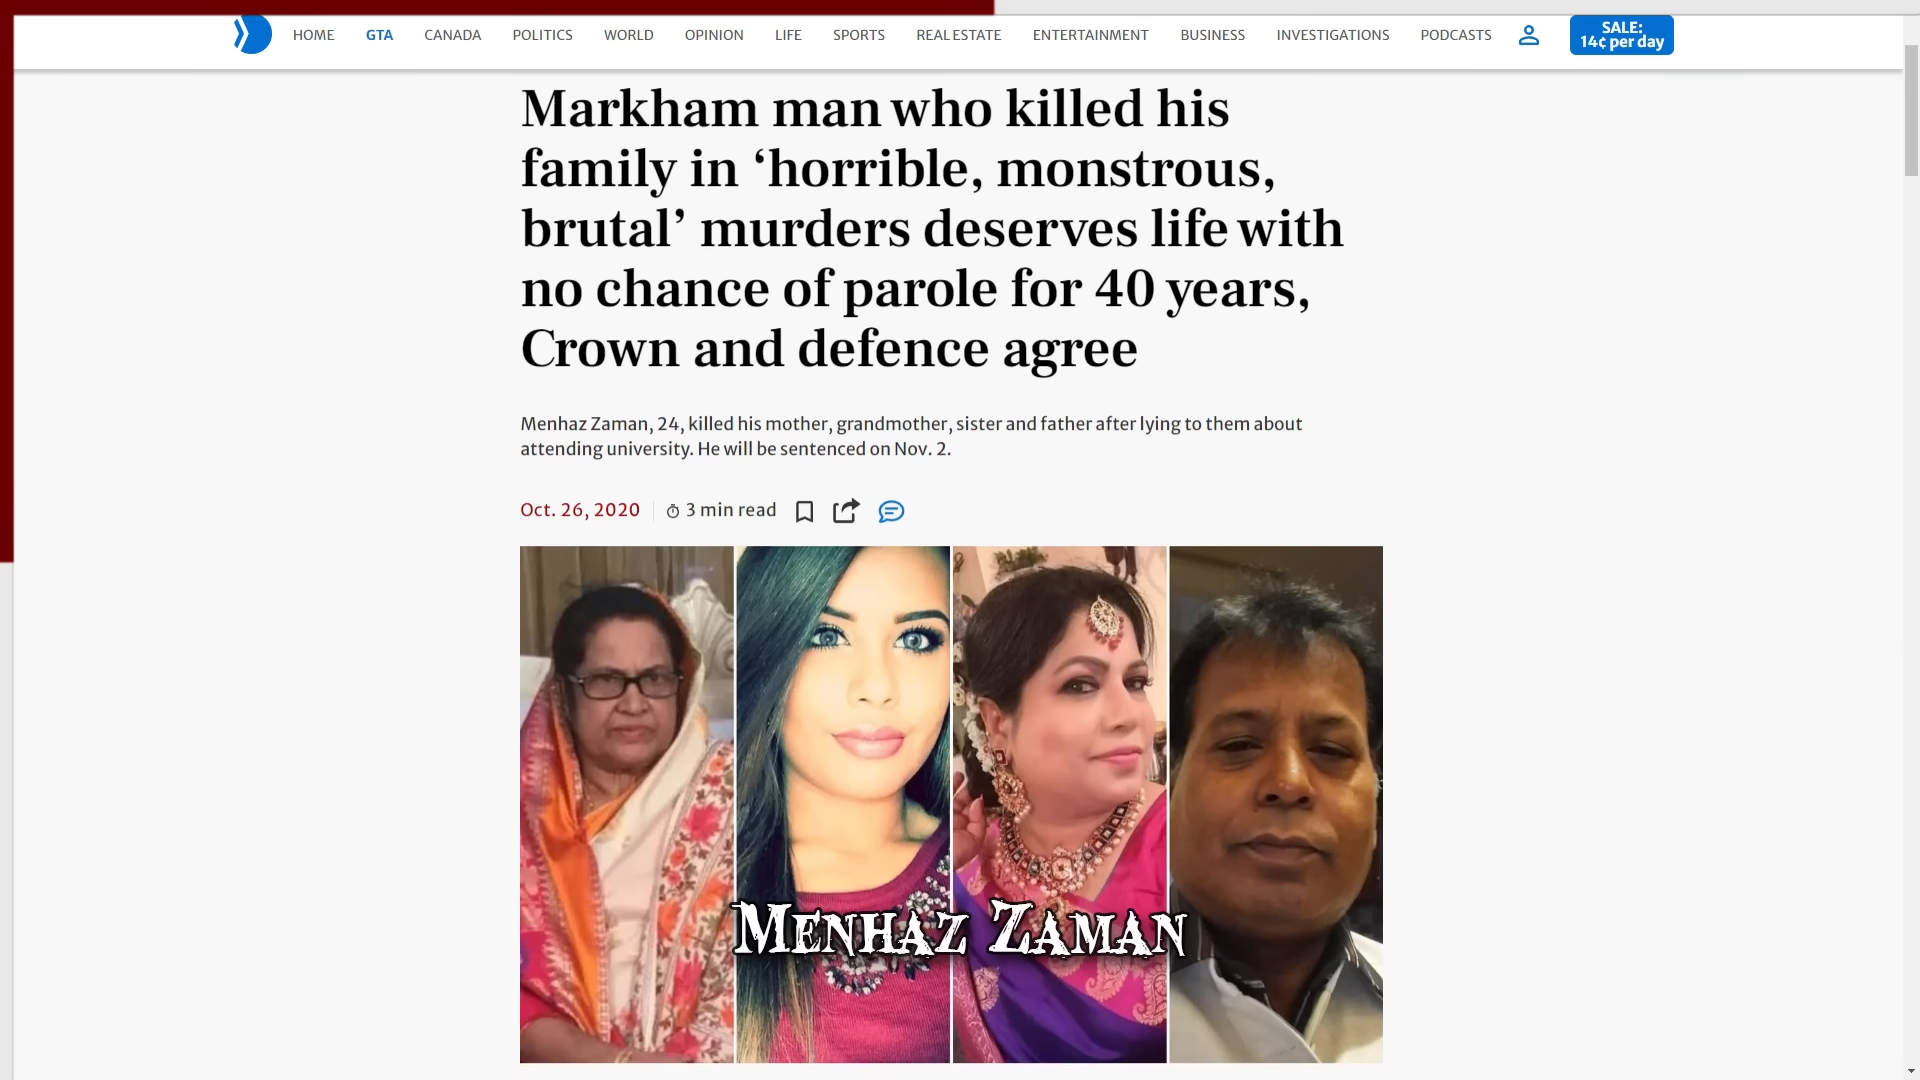 HOME GTA CANADA POLITICS WORLD OPINION LIFE SPORTS REAL ESTATE ENTERTAINMENT BUSINESS INVESTIGATIONS PODCASTS
SALE:
14¢ per day
Markham man who killed his
family in ‘horrible, monstrous,
brutal’ murders deserves life with
no chance of parole for 40 years,
Crown and defence agree
Menhaz Zaman, 24, killed his mother, grandmother, sister and father after lying to them about
attending university. He will be sentenced on Nov. 2.
Oct. 26, 2020 3 min read
MENHAZ ZAMAN